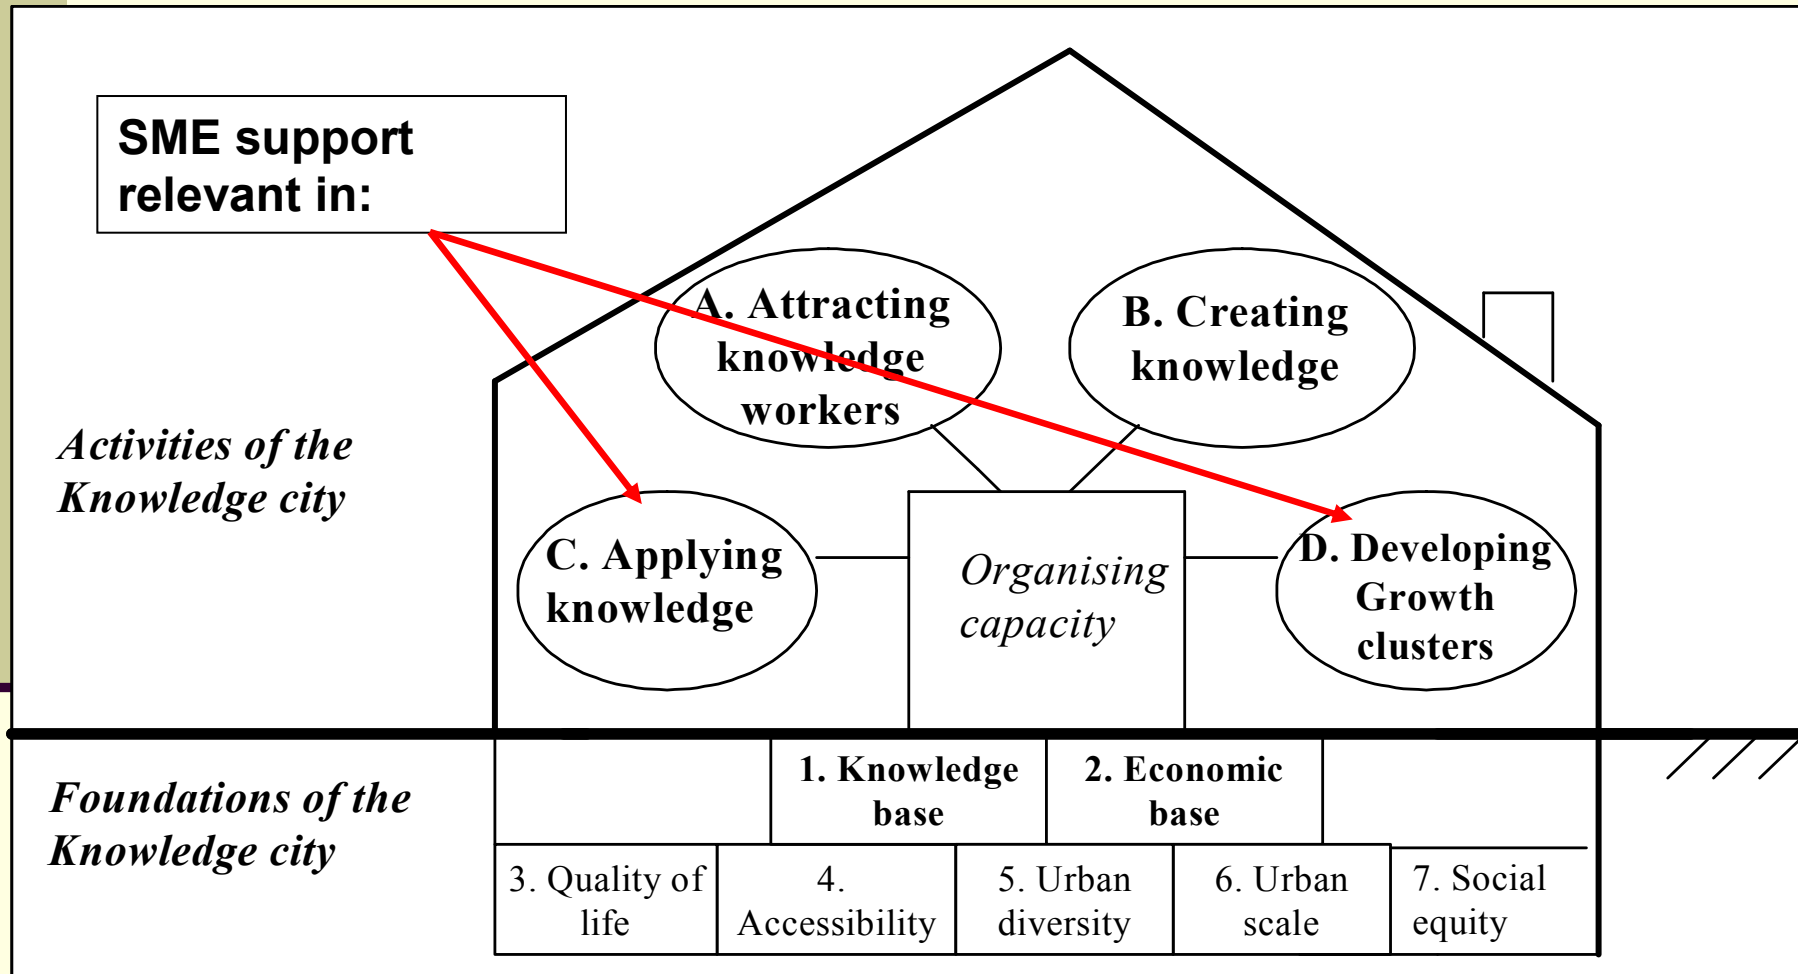 SME support
relevant in:
A. Attracting
knowledge
workers
B. Creating
knowledge
Activities of the
Knowledge city
C. Applying
knowledge
Organising
capacity
D. Developing
Growth
clusters
Foundations of the
Knowledge city
1. Knowledge
base
2. Economic
base
3. Quality of
life
4.
Accessibility
5. Urban
diversity
6. Urban
scale
7. Social
equity